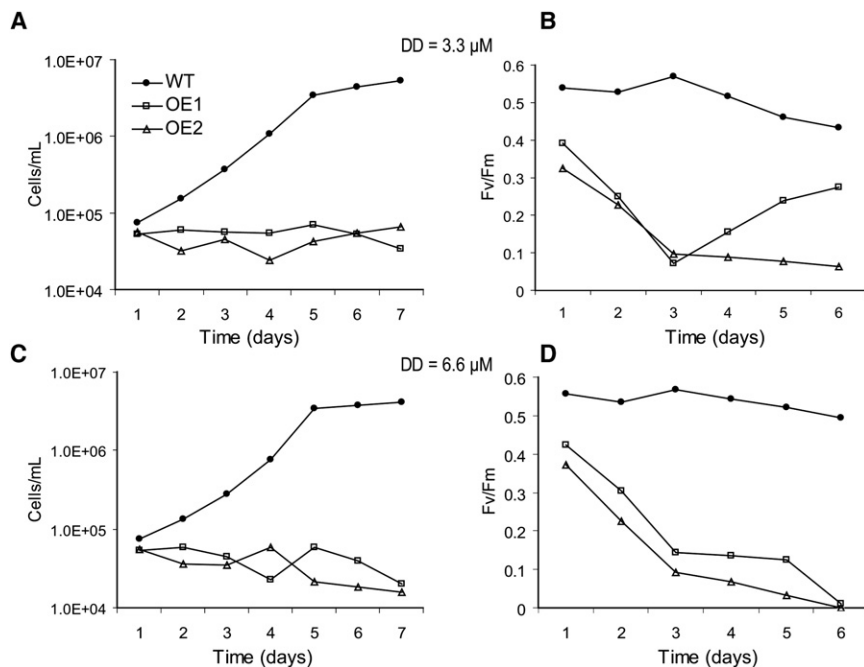 A
DD = 3.3 µM
B
1.0E+07
1.0E+06
1.0E+05
1.0E+04
Cells/mL
WT
OE1
OE2
1 2 3 4 5 6 7
Time (days)
0.6
0.5
0.4
0.3
0.2
0.1
0
Fv/Fm
1 2 3 4 5 6
Time (days)
C
DD = 6.6 µM
D
1.0E+07
1.0E+06
1.0E+05
1.0E+04
Cells/mL
1 2 3 4 5 6 7
Time (days)
0.6
0.5
0.4
0.3
0.2
0.1
0
Fv/Fm
1 2 3 4 5 6
Time (days)